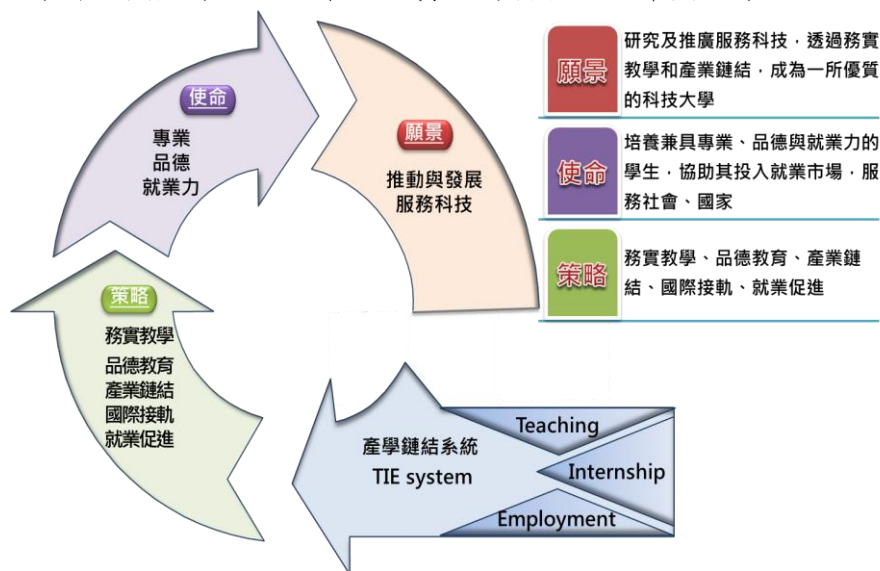 使命
專業
品德
就業力
願景
推動與發展
服務科技
策略
務實教學
品德教育
產業鏈結
國際接軌
就業促進
產學鏈結系統
TIE system
Teaching
Internship
Employment
願景
研究及推廣服務科技，透過務實
教學和產業鏈結，成為一所優質
的科技大學
使命
培養兼具專業、品德與就業力的
學生，協助其投入就業市場，服
務社會、國家
策略
務實教學、品德教育、產業鏈
結、國際接軌、就業促進